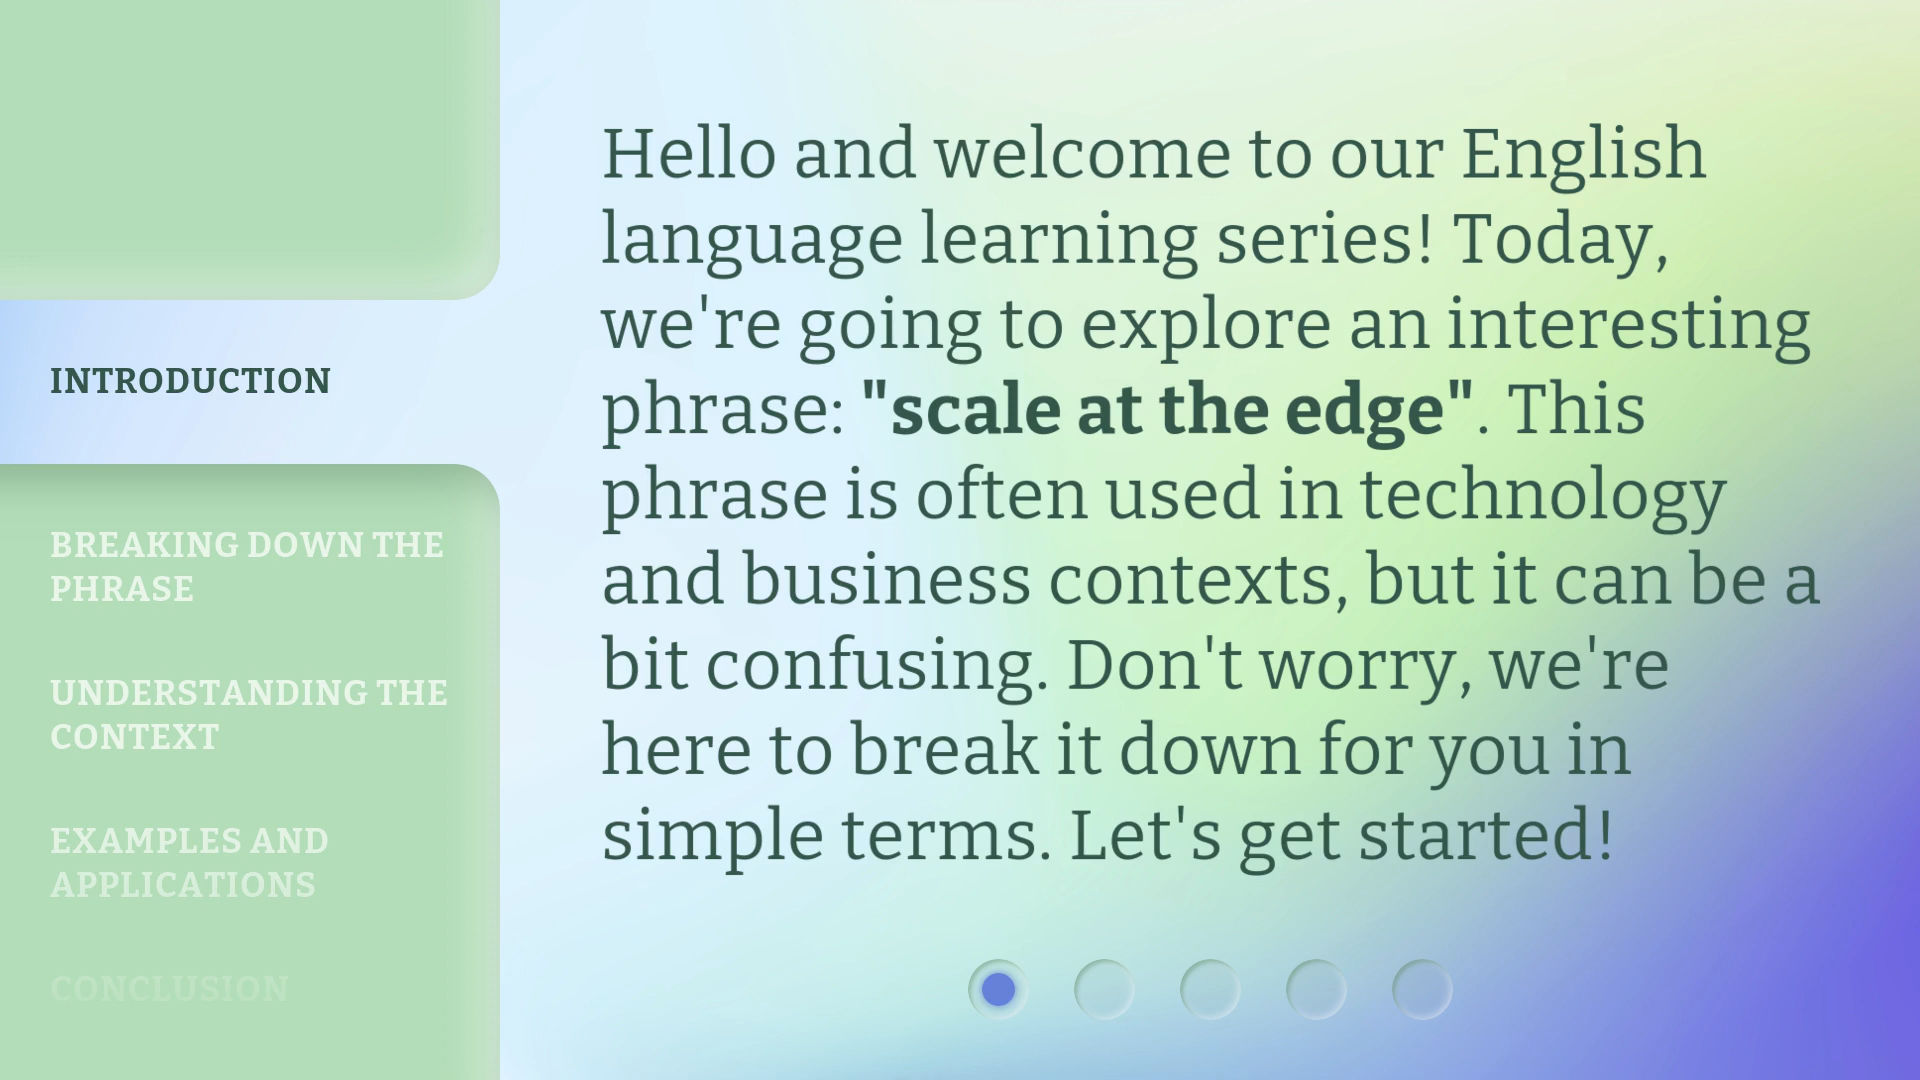 INTRODUCTION
BREAKING DOWN THE
PHRASE
UNDERSTANDING THE
CONTEXT
EXAMPLES AND
APPLICATIONS
CONCLUSION
Hello and welcome to our English
language learning series! Today,
we're going to explore an interesting
phrase: "scale at the edge". This
phrase is often used in technology
and business contexts, but it can be a
bit confusing. Don't worry, we're
here to break it down for you in
simple terms. Let's get started!